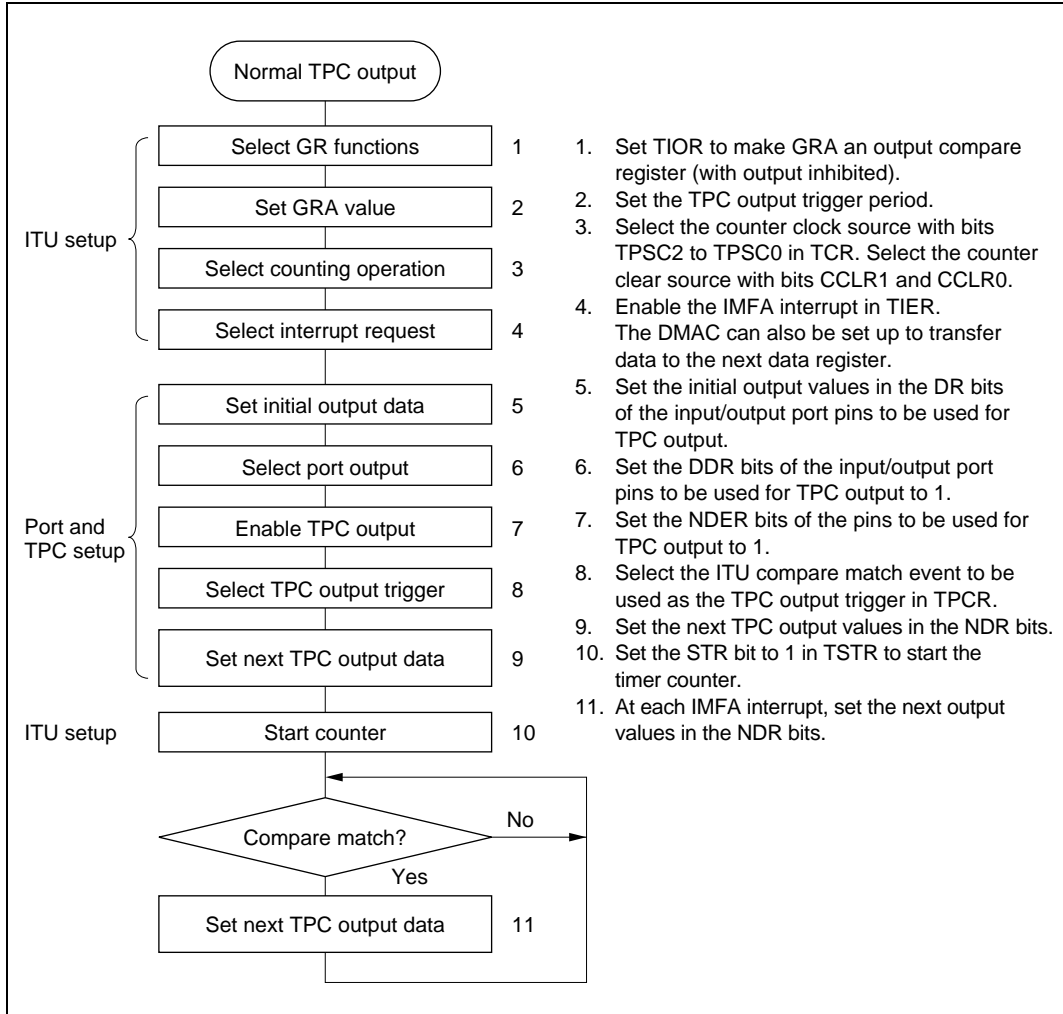 Normal TPC output
ITU setup
Select GR functions 1
Set GRA value 2
Select counting operation 3
Select interrupt request 4
Port and
TPC setup
Set initial output data 5
Select port output 6
Enable TPC output 7
Select TPC output trigger 8
Set next TPC output data 9
ITU setup
Start counter 10
Compare match?
No
Yes
Set next TPC output data 11
1. Set TIOR to make GRA an output compare
register (with output inhibited).
2. Set the TPC output trigger period.
3. Select the counter clock source with bits
TPSC2 to TPSC0 in TCR. Select the counter
clear source with bits CCLR1 and CCLR0.
4. Enable the IMFA interrupt in TIER.
The DMAC can also be set up to transfer
data to the next data register.
5. Set the initial output values in the DR bits
of the input/output port pins to be used for
TPC output.
6. Set the DDR bits of the input/output port
pins to be used for TPC output to 1.
7. Set the NDER bits of the pins to be used for
TPC output to 1.
8. Select the ITU compare match event to be
used as the TPC output trigger in TPCR.
9. Set the next TPC output values in the NDR bits.
10. Set the STR bit to 1 in TSTR to start the
timer counter.
11. At each IMFA interrupt, set the next output
values in the NDR bits.